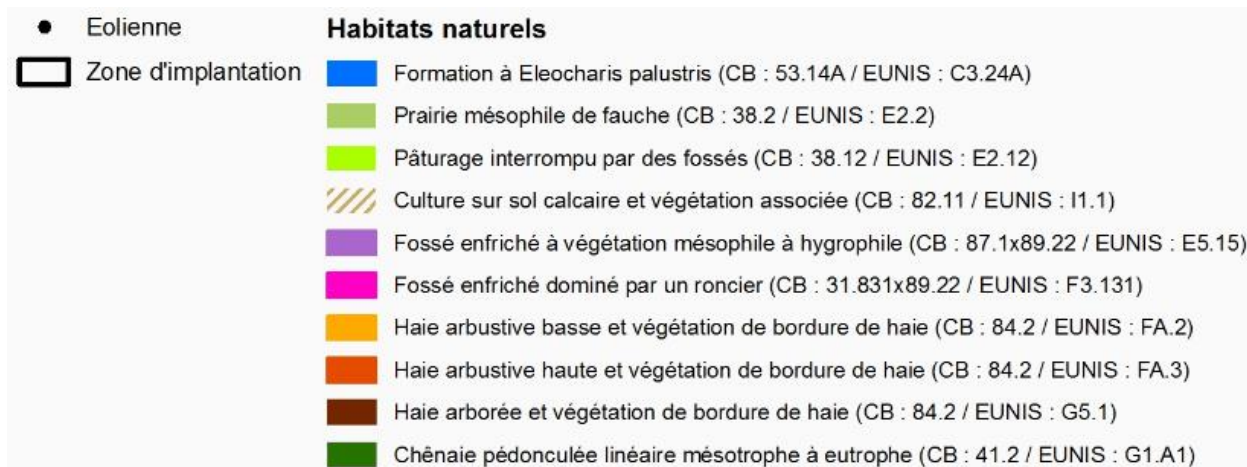 Eolienne
Zone d'implantation
Habitats naturels
Formation à Eleocharis palustris (CB : 53.14A / EUNIS : C3.24A)
Prairie mésophile de fauche (CB : 38.2 / EUNIS : E2.2)
Pâturage interrompu par des fossés (CB : 38.12 / EUNIS : E2.12)
Culture sur sol calcaire et végétation associée (CB : 82.11 / EUNIS : I1.1)
Fossé enfriché à végétation mésophile à hygrophile (CB : 87.1x89.22 / EUNIS : E5.15)
Fossé enfriché dominé par un roncier (CB : 31.831x89.22 / EUNIS : F3.131)
Haie arbustive basse et végétation de bordure de haie (CB : 84.2 / EUNIS : FA.2)
Haie arbustive haute et végétation de bordure de haie (CB : 84.2 / EUNIS : FA.3)
Haie arborée et végétation de bordure de haie (CB : 84.2 / EUNIS : G5.1)
Chênaie pédonculée linéaire mésotrophe à eutrophe (CB : 41.2 / EUNIS : G1.A1)